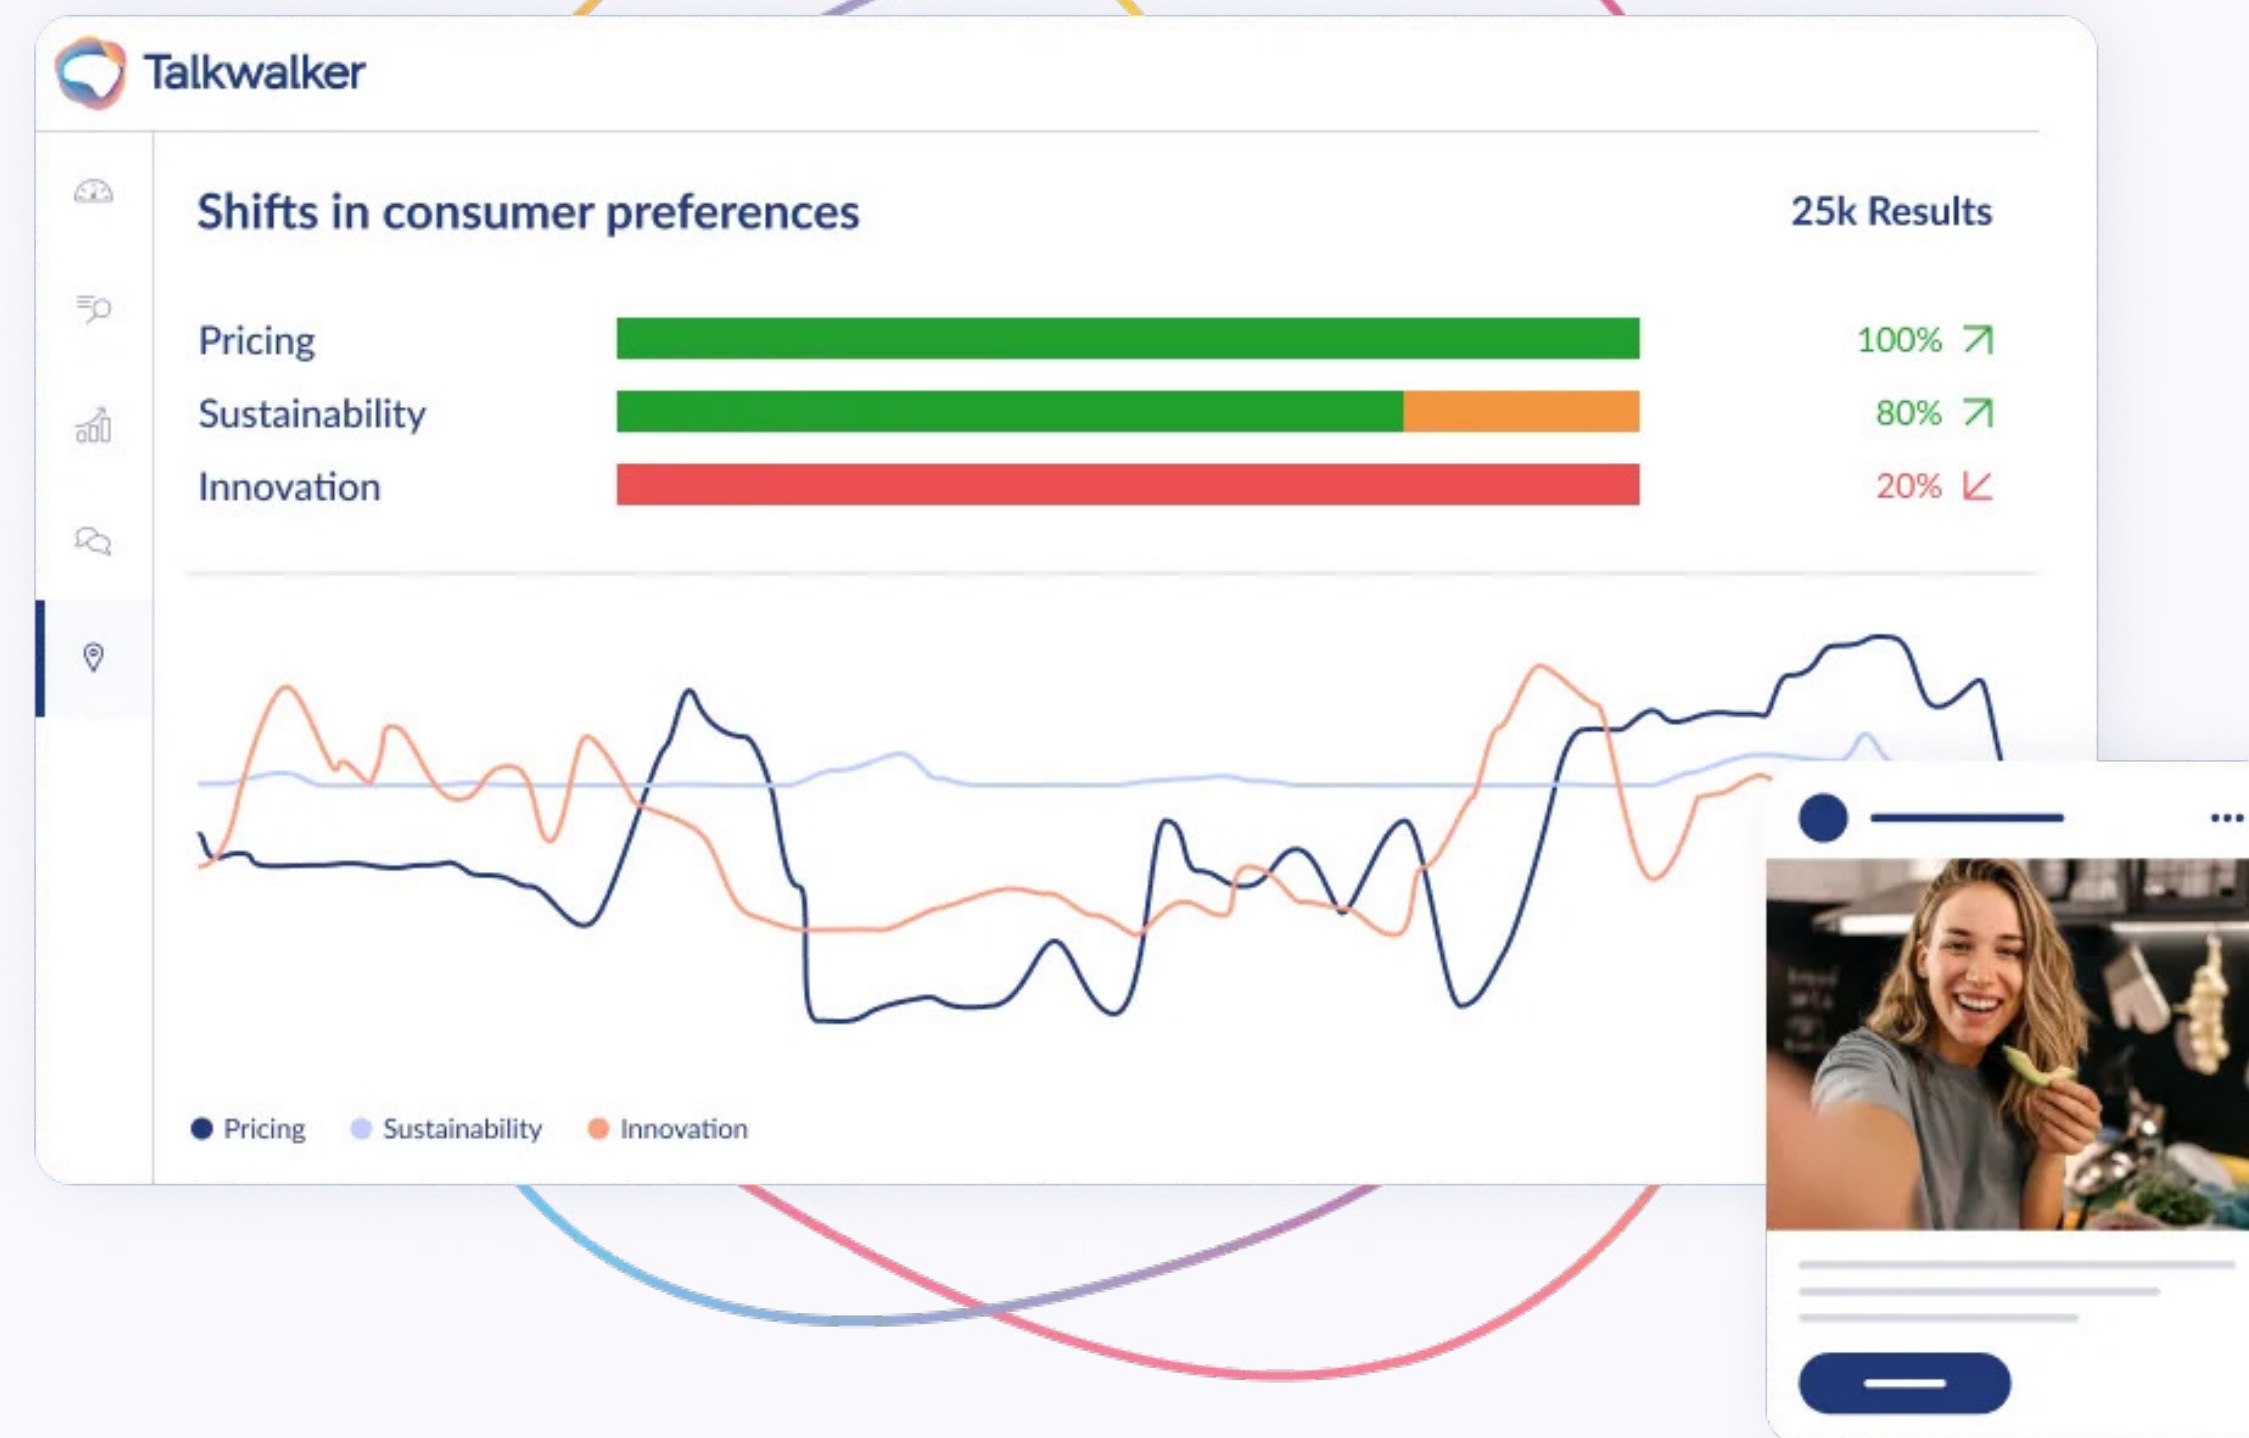 Talkwalker
Shifts in consumer preferences
25k Results
Pricing
100%
Sustainability
80%
Innovation
20%
Pricing
Sustainability
Innovation